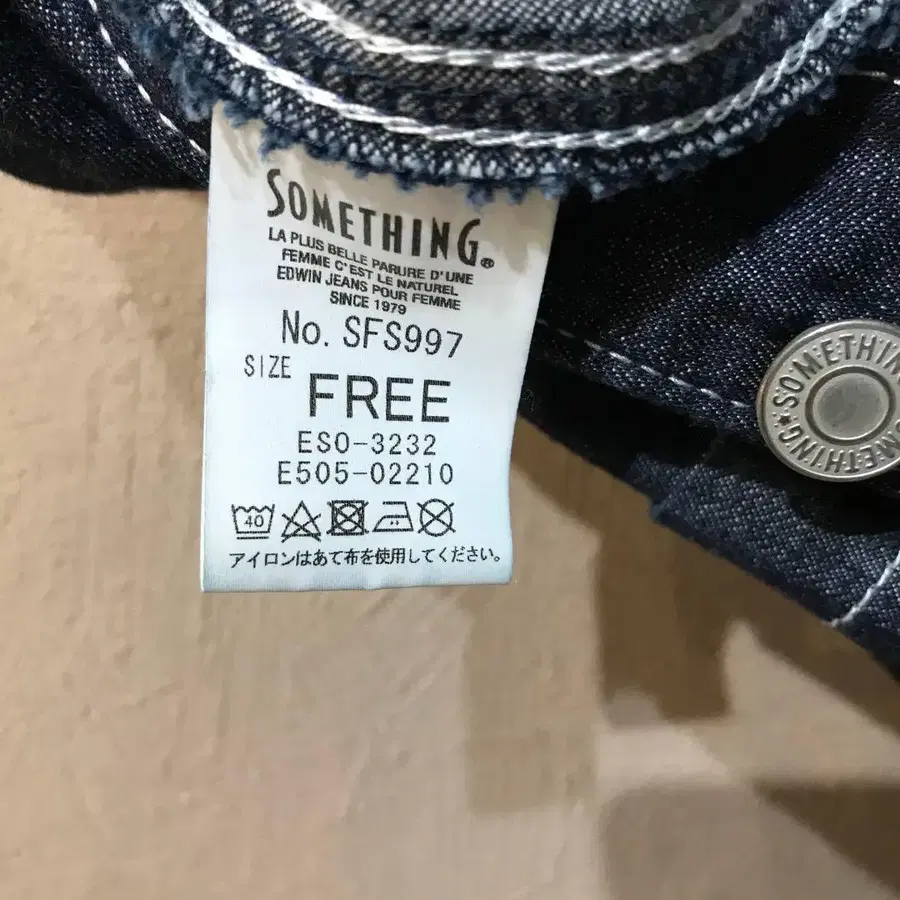 SOMETHING®
LA PLUS BELLE PARURE D'UNE
FEMME C'EST LE NATUREL
EDWIN JEANS POUR FEMME
SINCE 1979
No. SFS997
SIZE
FREE
ESO-3232
E505-02210
40
アイロンはあて布を使用してください。
SOMETHING★SOMETHING